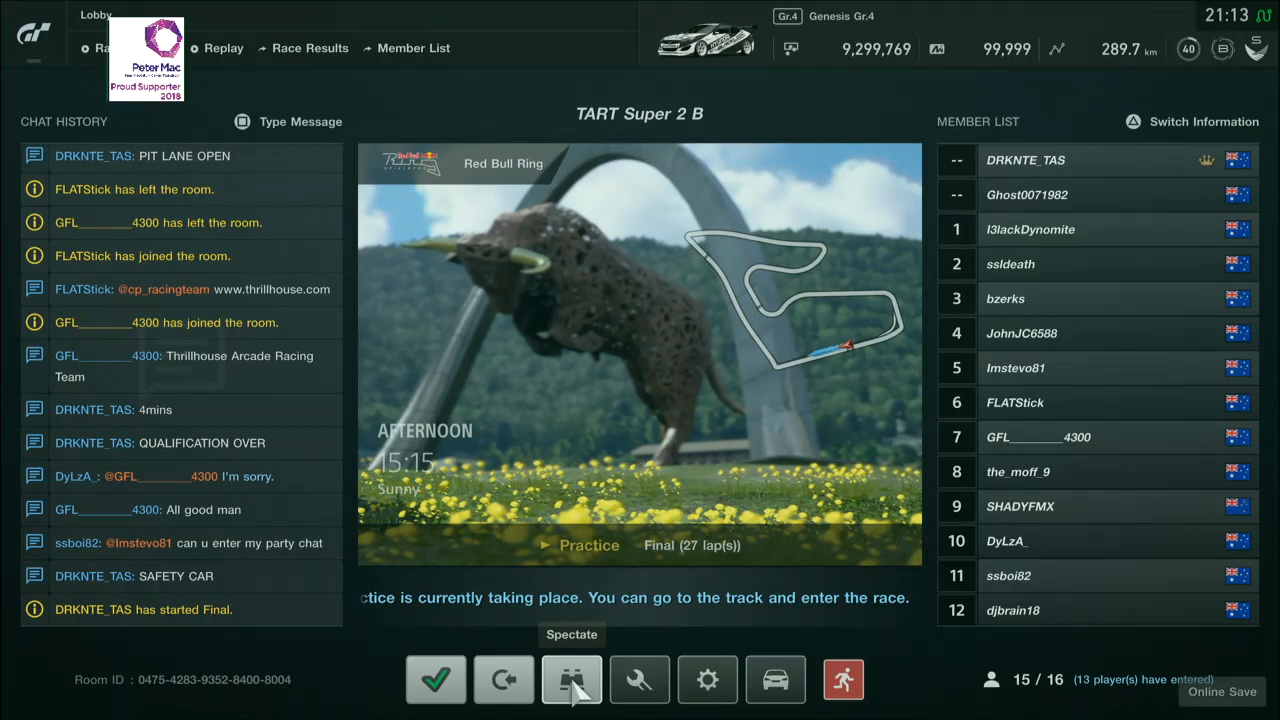 Lobby
Ra
Replay
Race Results
Member List
Gr.4 Genesis Gr.4
9,299,769
99,999
289.7 km
40
B
S
21:13
Peter Mac
Proud Supporter
2018
CHAT HISTORY
Type Message
DRKNTE_TAS: PIT LANE OPEN
FLATStick has left the room.
GFL________4300 has left the room.
FLATStick has joined the room.
FLATStick: @cp_racingteam www.thrillhouse.com
GFL________4300 has joined the room.
GFL________4300: Thrillhouse Arcade Racing
Team
DRKNTE_TAS: 4mins
DRKNTE_TAS: QUALIFICATION OVER
DyLzA_: @GFL________4300 I'm sorry.
GFL________4300: All good man
ssboi82: @Imstevo81 can u enter my party chat
DRKNTE_TAS: SAFETY CAR
DRKNTE_TAS has started Final.
TART Super 2 B
Red Bull Ring
AFTERNOON
15:15
Sunny
Practice Final (27 lap(s))
ctice is currently taking place. You can go to the track and enter the race.
Spectate
MEMBER LIST
Switch Information
-- DRKNTE_TAS
-- Ghost0071982
1 l3lackDynomite
2 ssldeath
3 bzerks
4 JohnJC6588
5 Imstevo81
6 FLATStick
7 GFL________4300
8 the_moff_9
9 SHADYFMX
10 DyLzA_
11 ssboi82
12 djbrain18
Room ID : 0475-4283-9352-8400-8004
15 / 16 (13 player(s) have entered)
Online Save